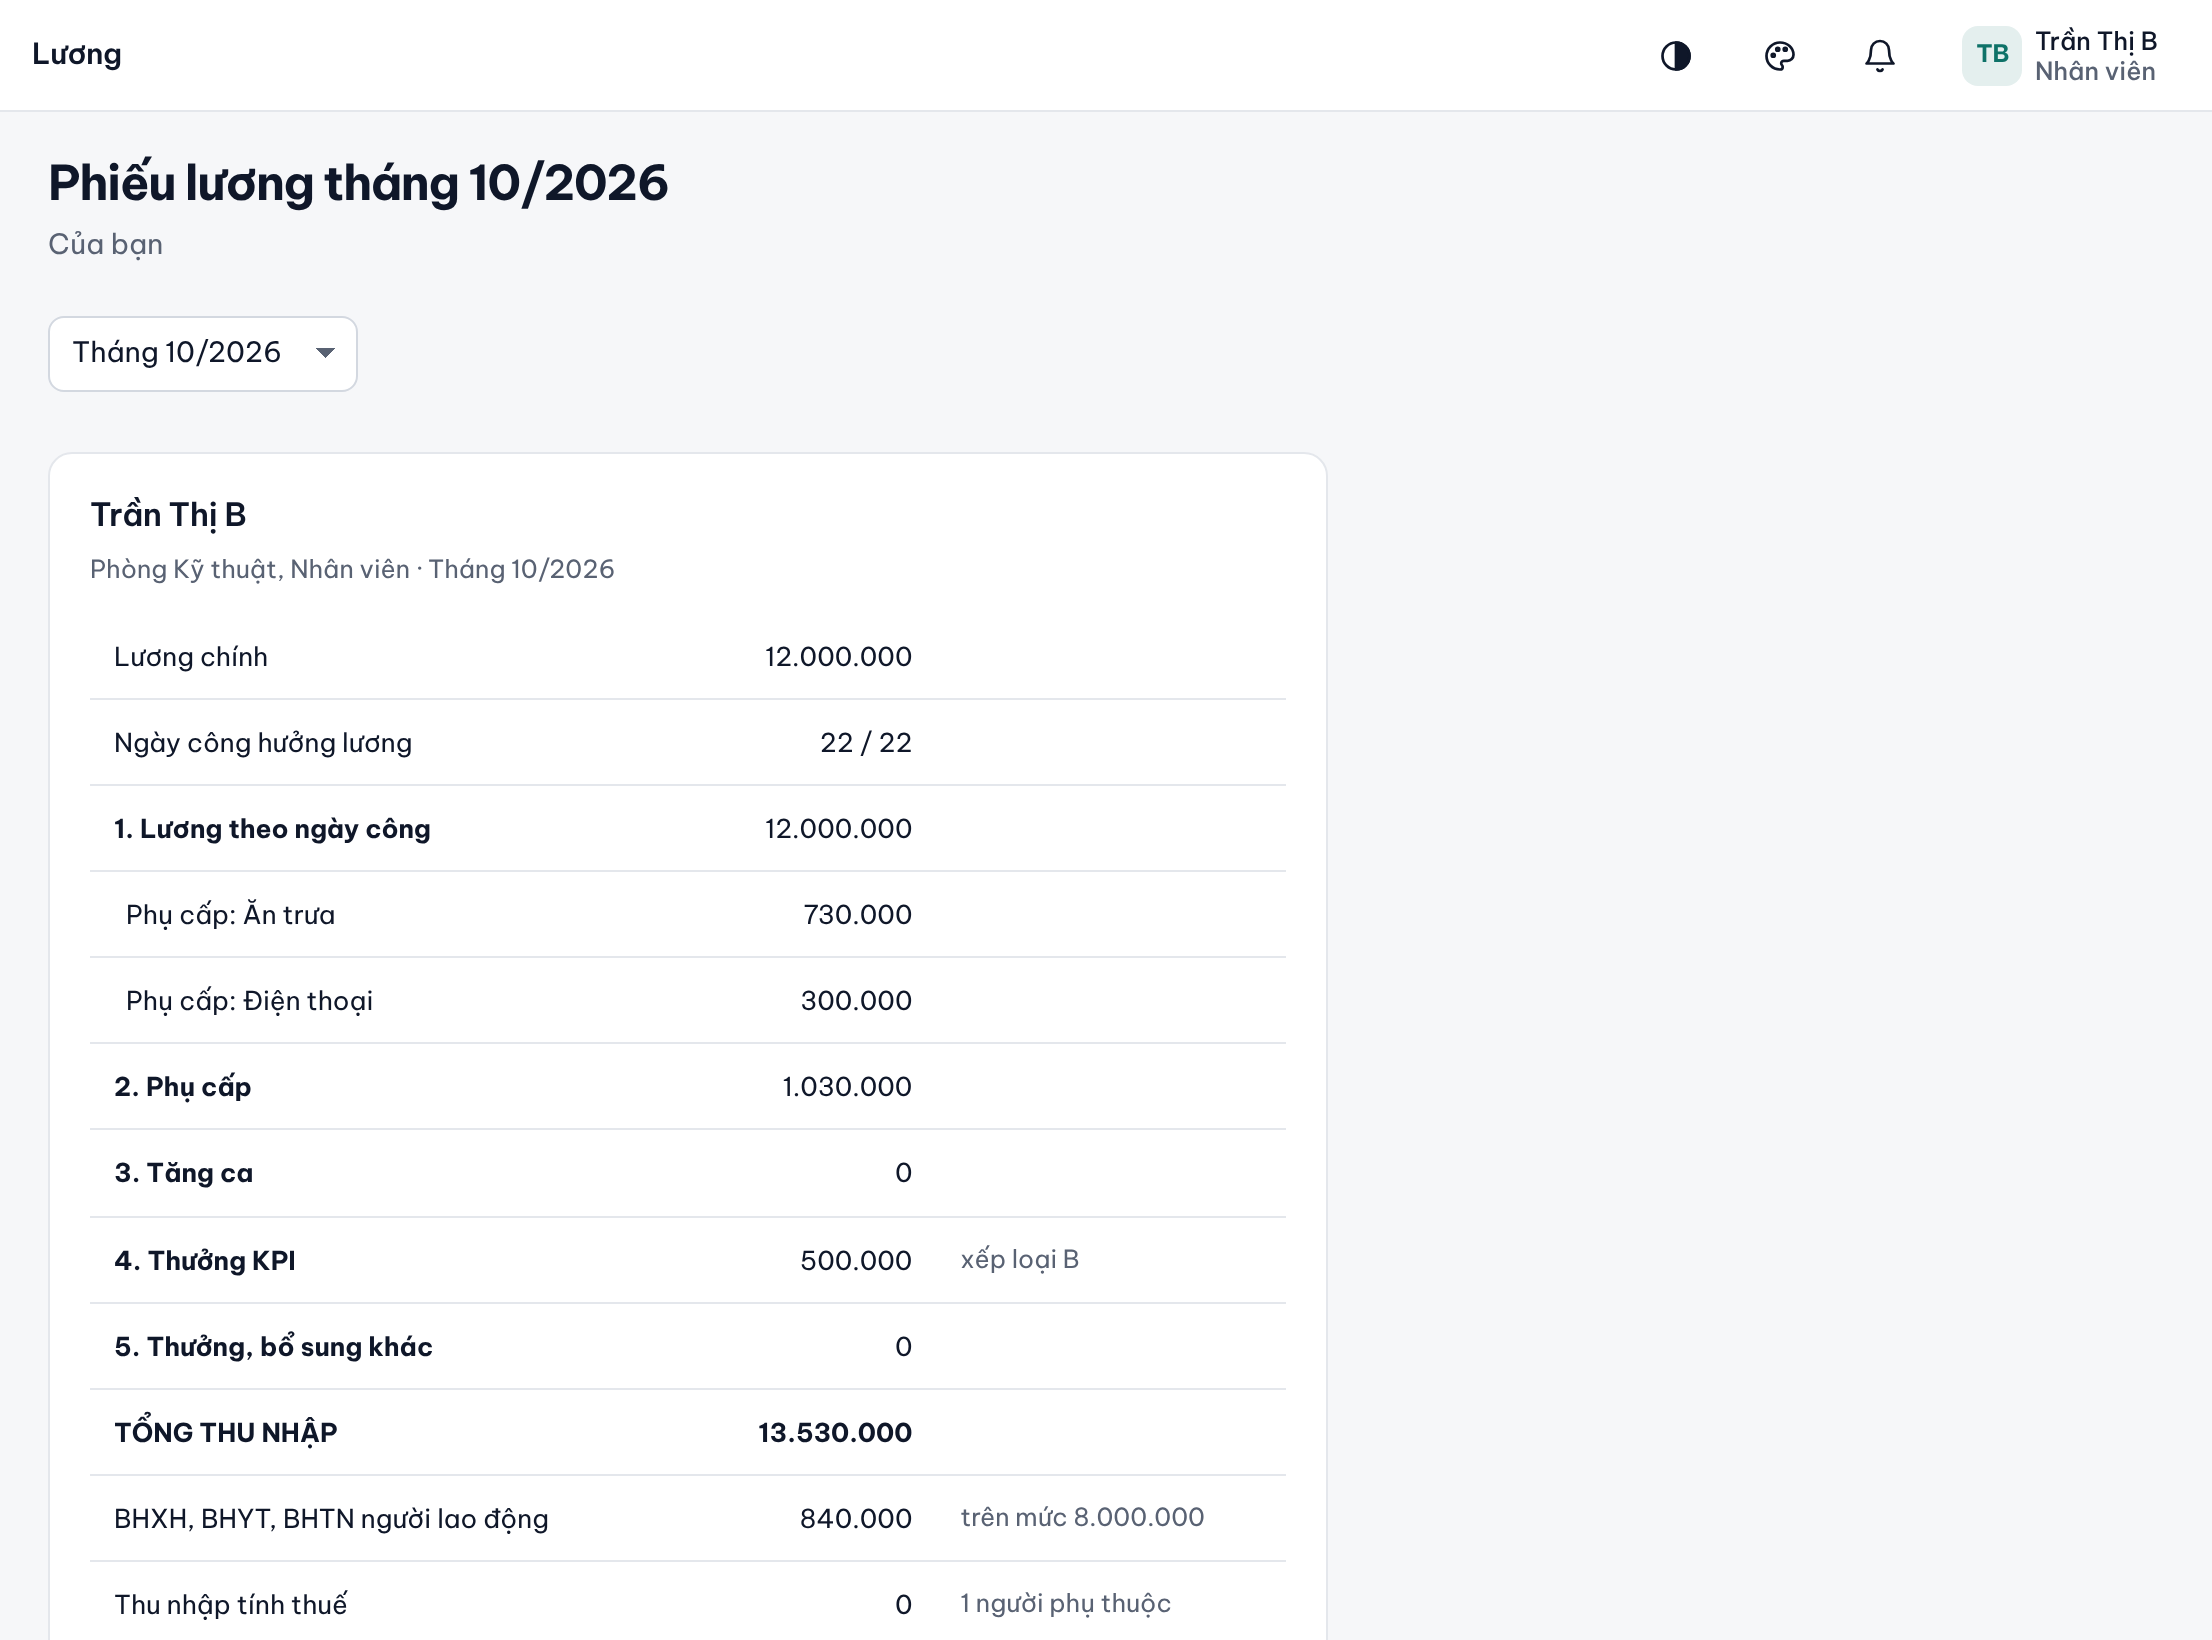 Lương
TB
Trần Thị B
Nhân viên
Phiếu lương tháng 10/2026
Của bạn
Tháng 10/2026
Trần Thị B
Phòng Kỹ thuật, Nhân viên · Tháng 10/2026
Lương chính 12.000.000
Ngày công hưởng lương 22 / 22
1. Lương theo ngày công 12.000.000
Phụ cấp: Ăn trưa 730.000
Phụ cấp: Điện thoại 300.000
2. Phụ cấp 1.030.000
3. Tăng ca 0
4. Thưởng KPI 500.000 xếp loại B
5. Thưởng, bổ sung khác 0
TỔNG THU NHẬP 13.530.000
BHXH, BHYT, BHTN người lao động 840.000 trên mức 8.000.000
Thu nhập tính thuế 0 1 người phụ thuộc